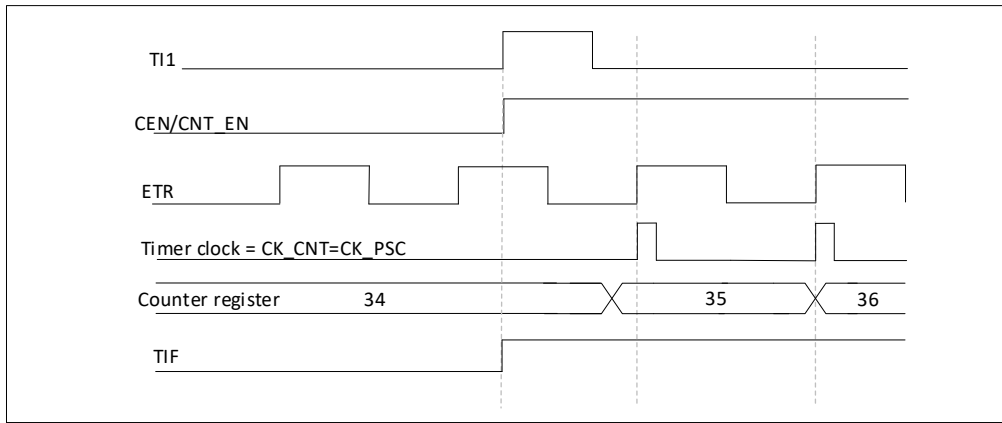 TI1
CEN/CNT_EN
ETR
Timer clock = CK_CNT=CK_PSC
Counter register 34 35 36
TIF